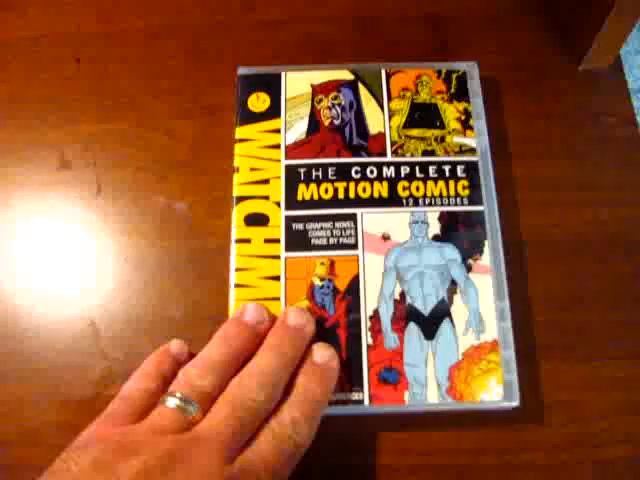 WATCHM
THE COMPLETE
MOTION COMIC
12 EPISODES
THE GRAPHIC NOVEL
COMES TO LIFE
PAGE BY PAGE